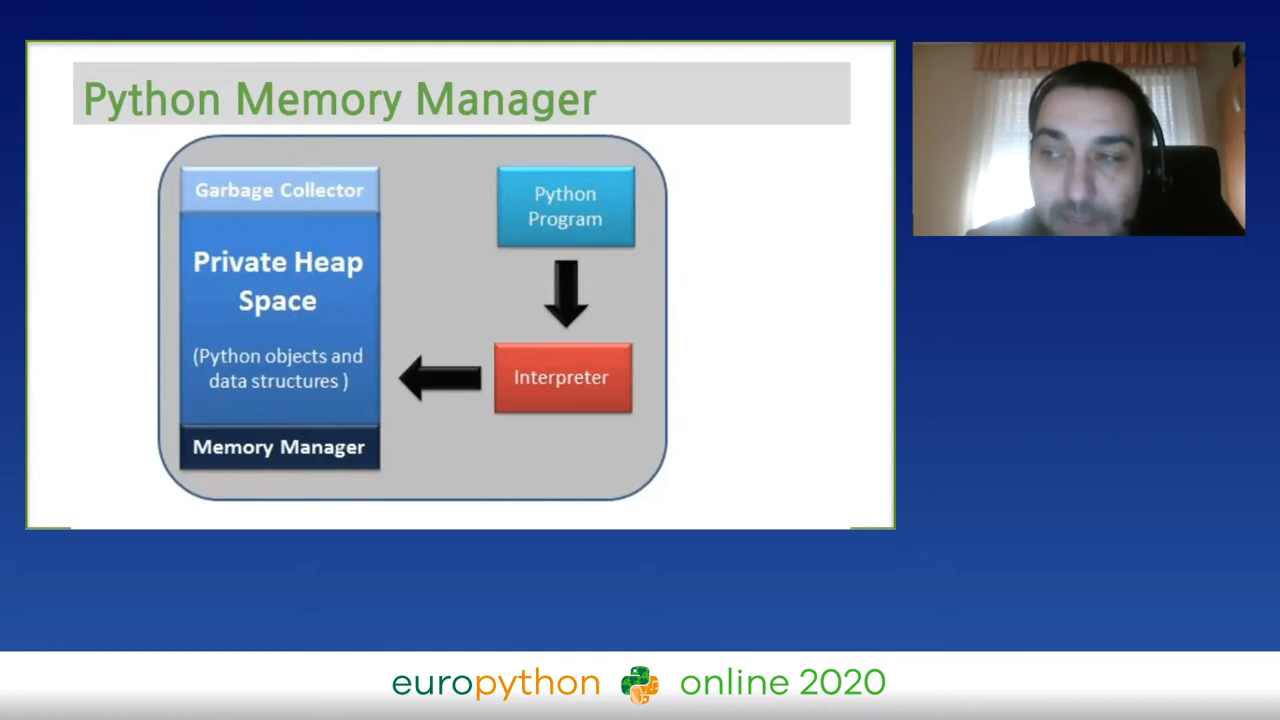 Python Memory Manager
Garbage Collector
Private Heap
Space
(Python objects and
data structures )
Memory Manager
Python
Program
Interpreter
europython online 2020